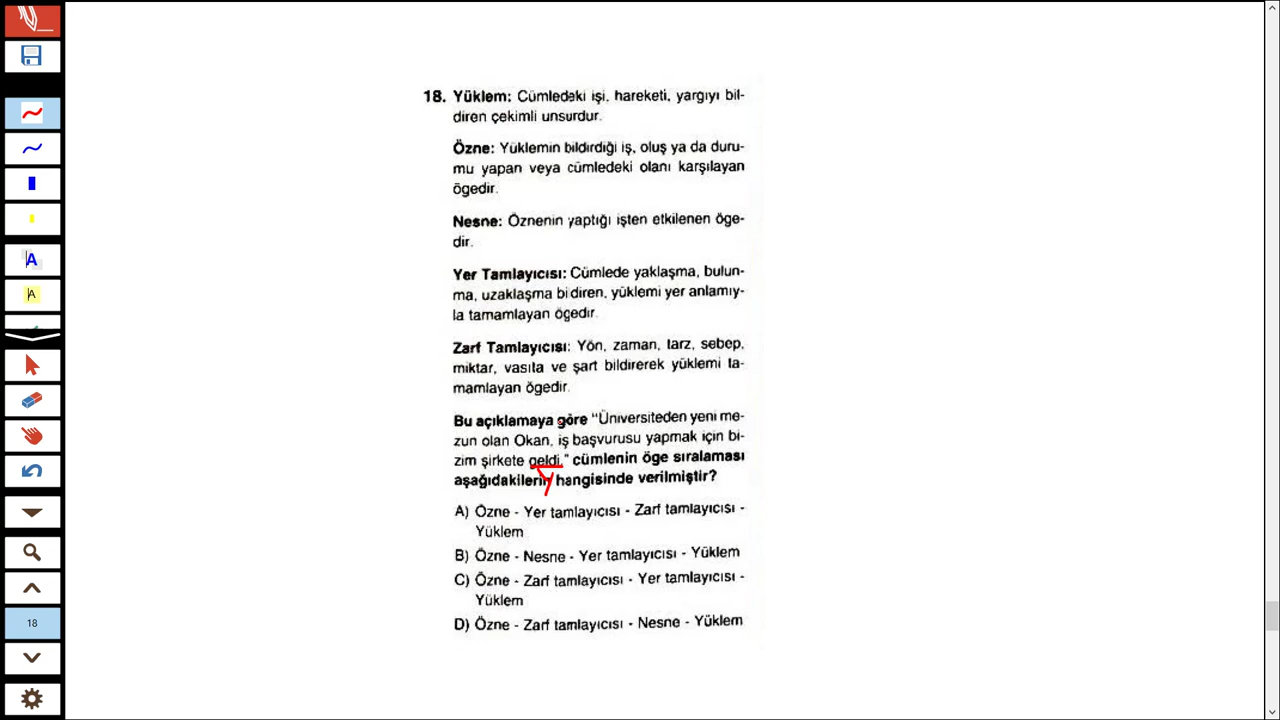 18. Yüklem: Cümledeki işi, hareketi, yargıyı bil-
diren çekimli unsurdur.
Özne: Yüklemin bildirdiği iş, oluş ya da duru-
mu yapan veya cümledeki olanı karşılayan
ögedir.
Nesne: Öznenin yaptığı işten etkilenen öge-
dir.
Yer Tamlayıcısı: Cümlede yaklaşma, bulun-
ma, uzaklaşma bildiren, yüklemi yer anlamıy-
la tamamlayan ögedir.
Zarf Tamlayıcısı: Yön, zaman, tarz, sebep,
miktar, vasıta ve şart bildirerek yüklemi ta-
mamlayan ögedir.
Bu açıklamaya göre "Üniversiteden yeni me-
zun olan Okan, iş başvurusu yapmak için bi-
zim şirkete geldi." cümlenin öge sıralaması
Y
aşağıdakilerin hangisinde verilmiştir?
A) Özne - Yer tamlayıcısı - Zarf tamlayıcısı -
Yüklem
B) Özne - Nesne - Yer tamlayıcısı - Yüklem
C) Özne - Zarf tamlayıcısı - Yer tamlayıcısı -
Yüklem
D) Özne - Zarf tamlayıcısı - Nesne - Yüklem
A
A
18